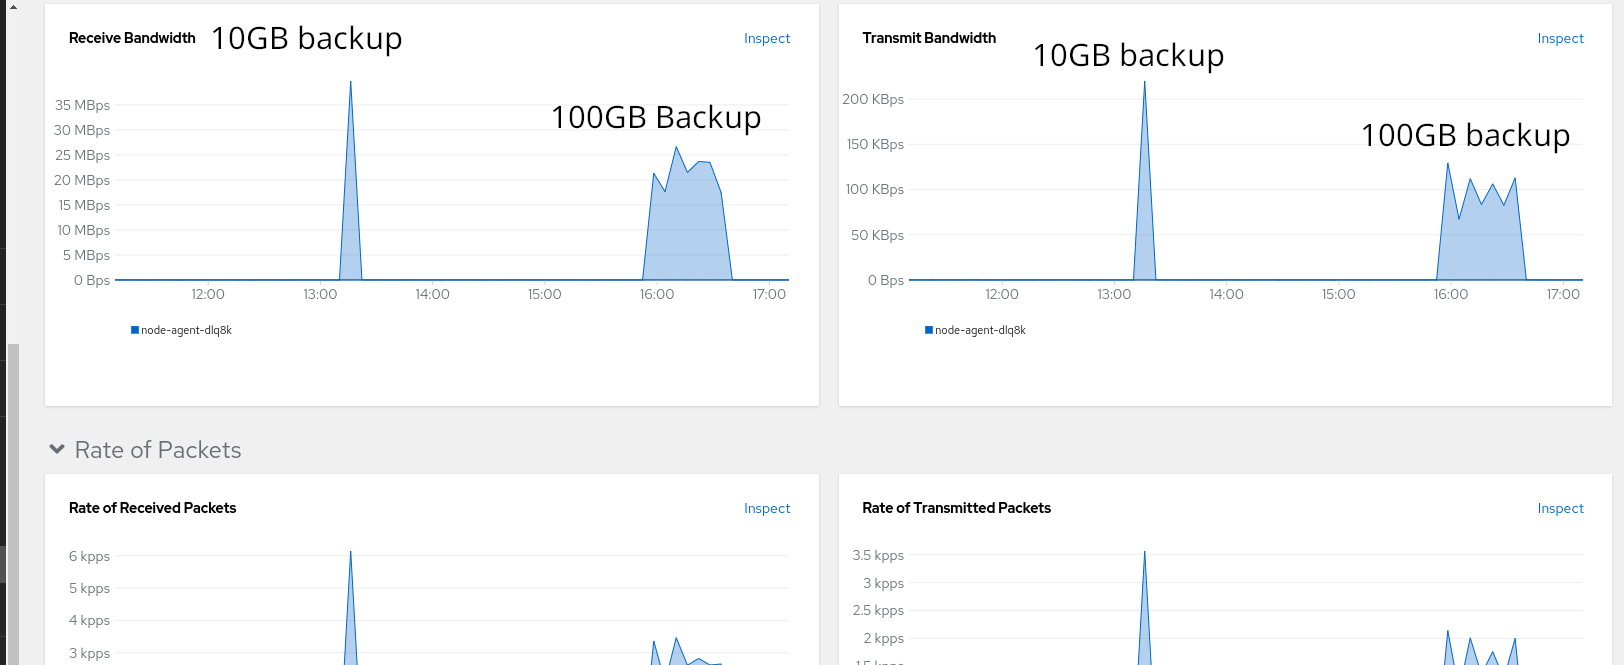 Receive Bandwidth 10GB backup Inspect
35 MBps
30 MBps
25 MBps
20 MBps
15 MBps
10 MBps
5 MBps
0 Bps
100GB Backup
12:00 13:00 14:00 15:00 16:00 17:00
node-agent-dlq8k
Transmit Bandwidth 10GB backup Inspect
200 KBps
150 KBps
100 KBps
50 KBps
0 Bps
100GB backup
12:00 13:00 14:00 15:00 16:00 17:00
node-agent-dlq8k
Rate of Packets
Rate of Received Packets Inspect
6 kpps
5 kpps
4 kpps
3 kpps
Rate of Transmitted Packets Inspect
3.5 kpps
3 kpps
2.5 kpps
2 kpps
1.5 kpps